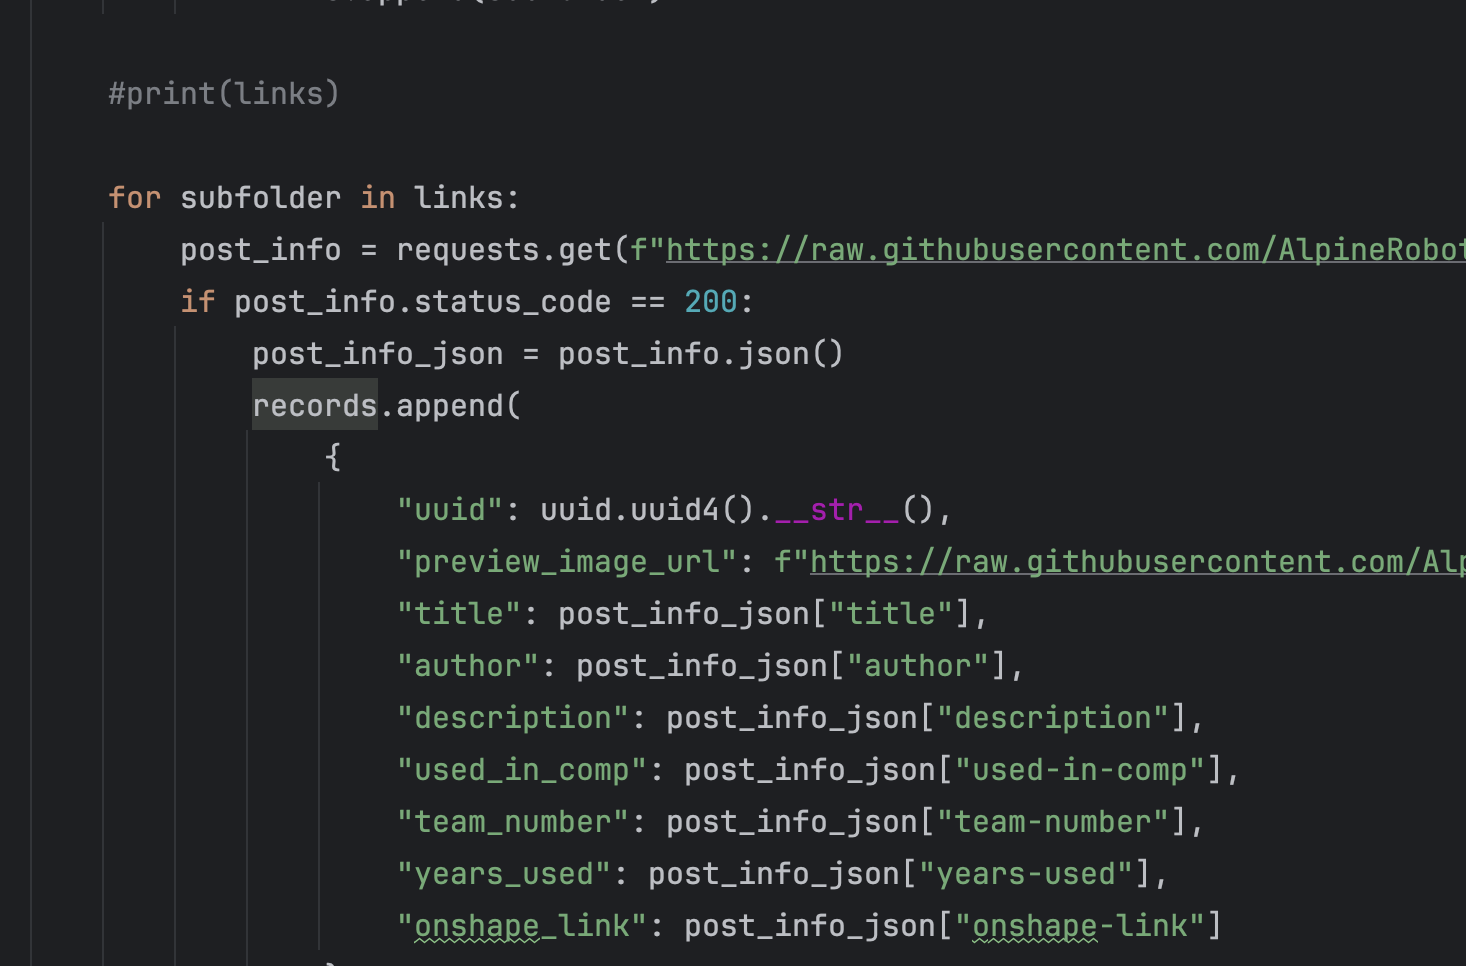 #print(links)
for subfolder in links:
post_info = requests.get(f"https://raw.githubusercontent.com/AlpineRobot
if post_info.status_code == 200:
post_info_json = post_info.json()
records.append(
{
"uuid": uuid.uuid4().__str__(),
"preview_image_url": f"https://raw.githubusercontent.com/Alp
"title": post_info_json["title"],
"author": post_info_json["author"],
"description": post_info_json["description"],
"used_in_comp": post_info_json["used-in-comp"],
"team_number": post_info_json["team-number"],
"years_used": post_info_json["years-used"],
"onshape_link": post_info_json["onshape-link"]